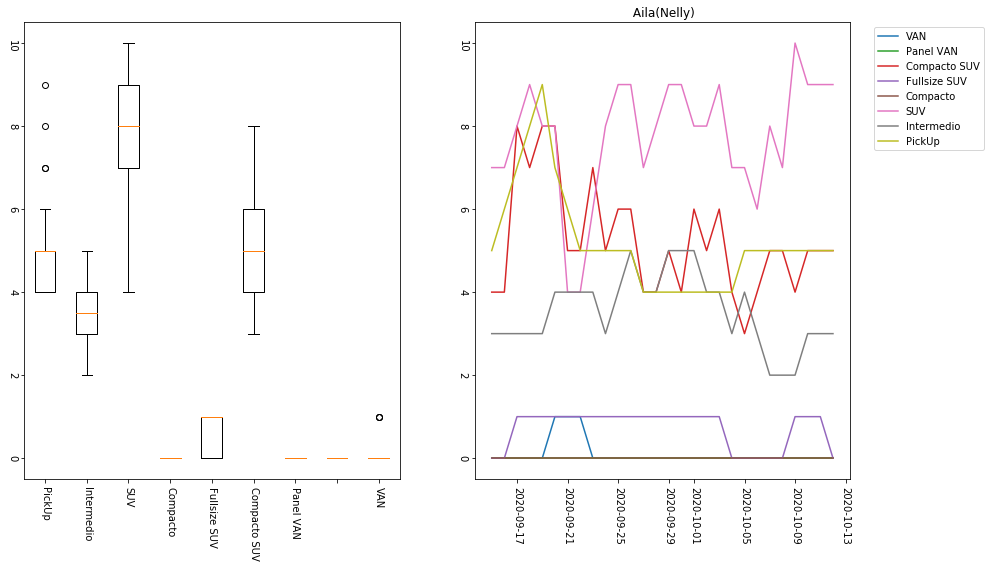 Aila(Nelly)
10
8
6
4
2
0
PickUp
Intermedio
SUV
Compacto
Fullsize SUV
Compacto SUV
Panel VAN
VAN
10
8
6
4
2
0
2020-09-17
2020-09-21
2020-09-25
2020-09-29
2020-10-01
2020-10-05
2020-10-09
2020-10-13
VAN
Panel VAN
Compacto SUV
Fullsize SUV
Compacto
SUV
Intermedio
PickUp